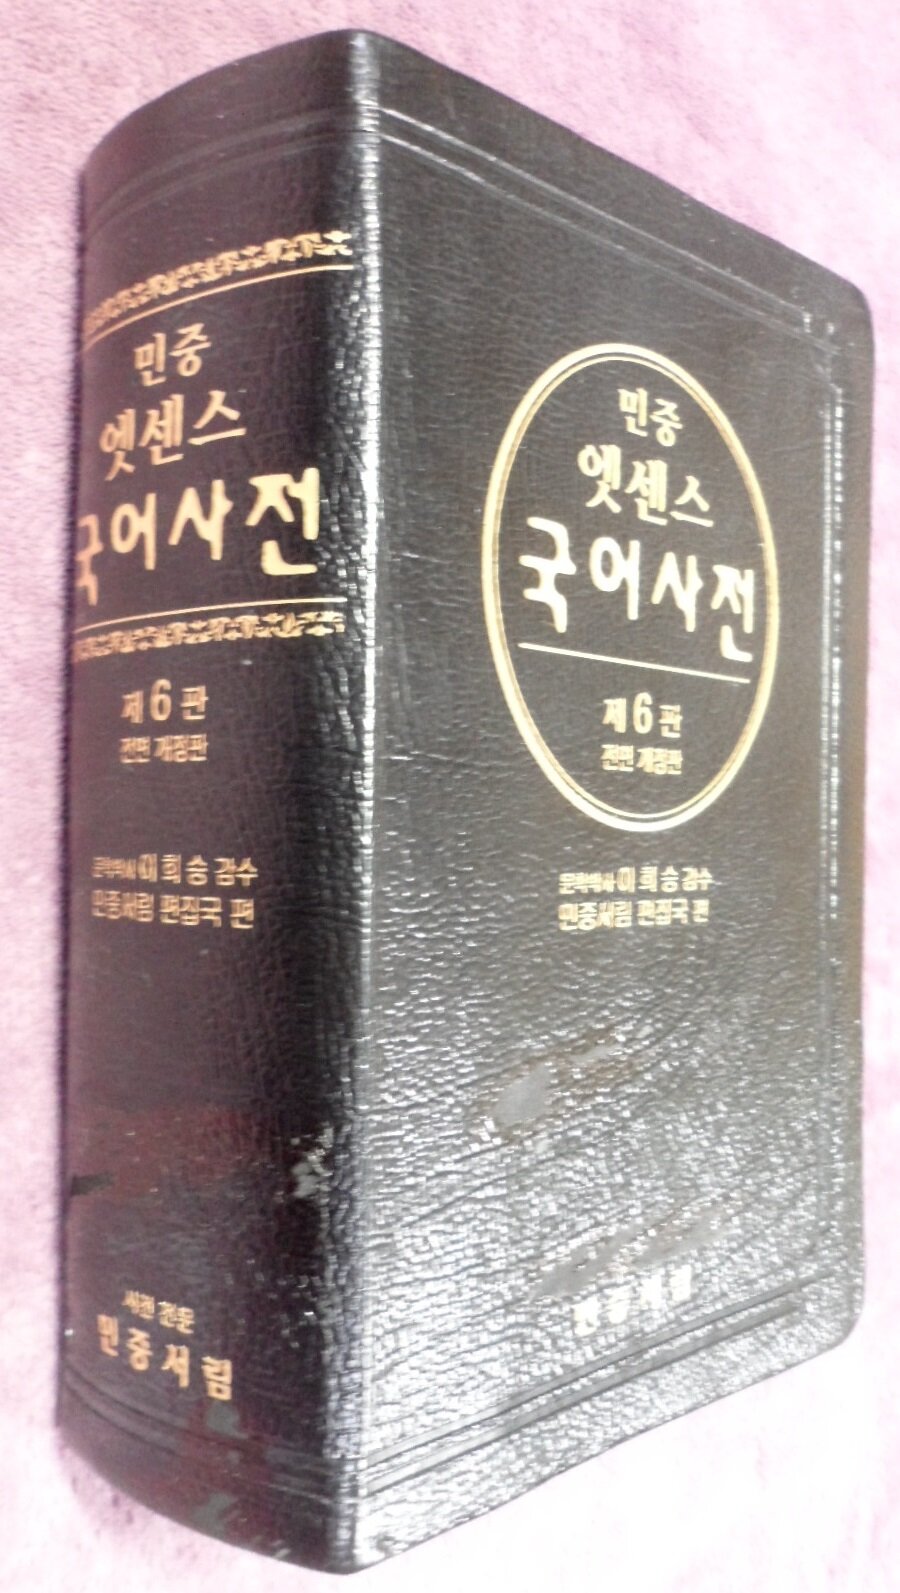 민중
엣센스
국어사전
제6판
전면 개정판
문학박사 이희승 감수
민중서림 편집국 편
사전 전문
민중서림
민중
엣센스
국어사전
제6판
전면 개정판
문학박사 이희승 감수
민중서림 편집국 편
민중서림